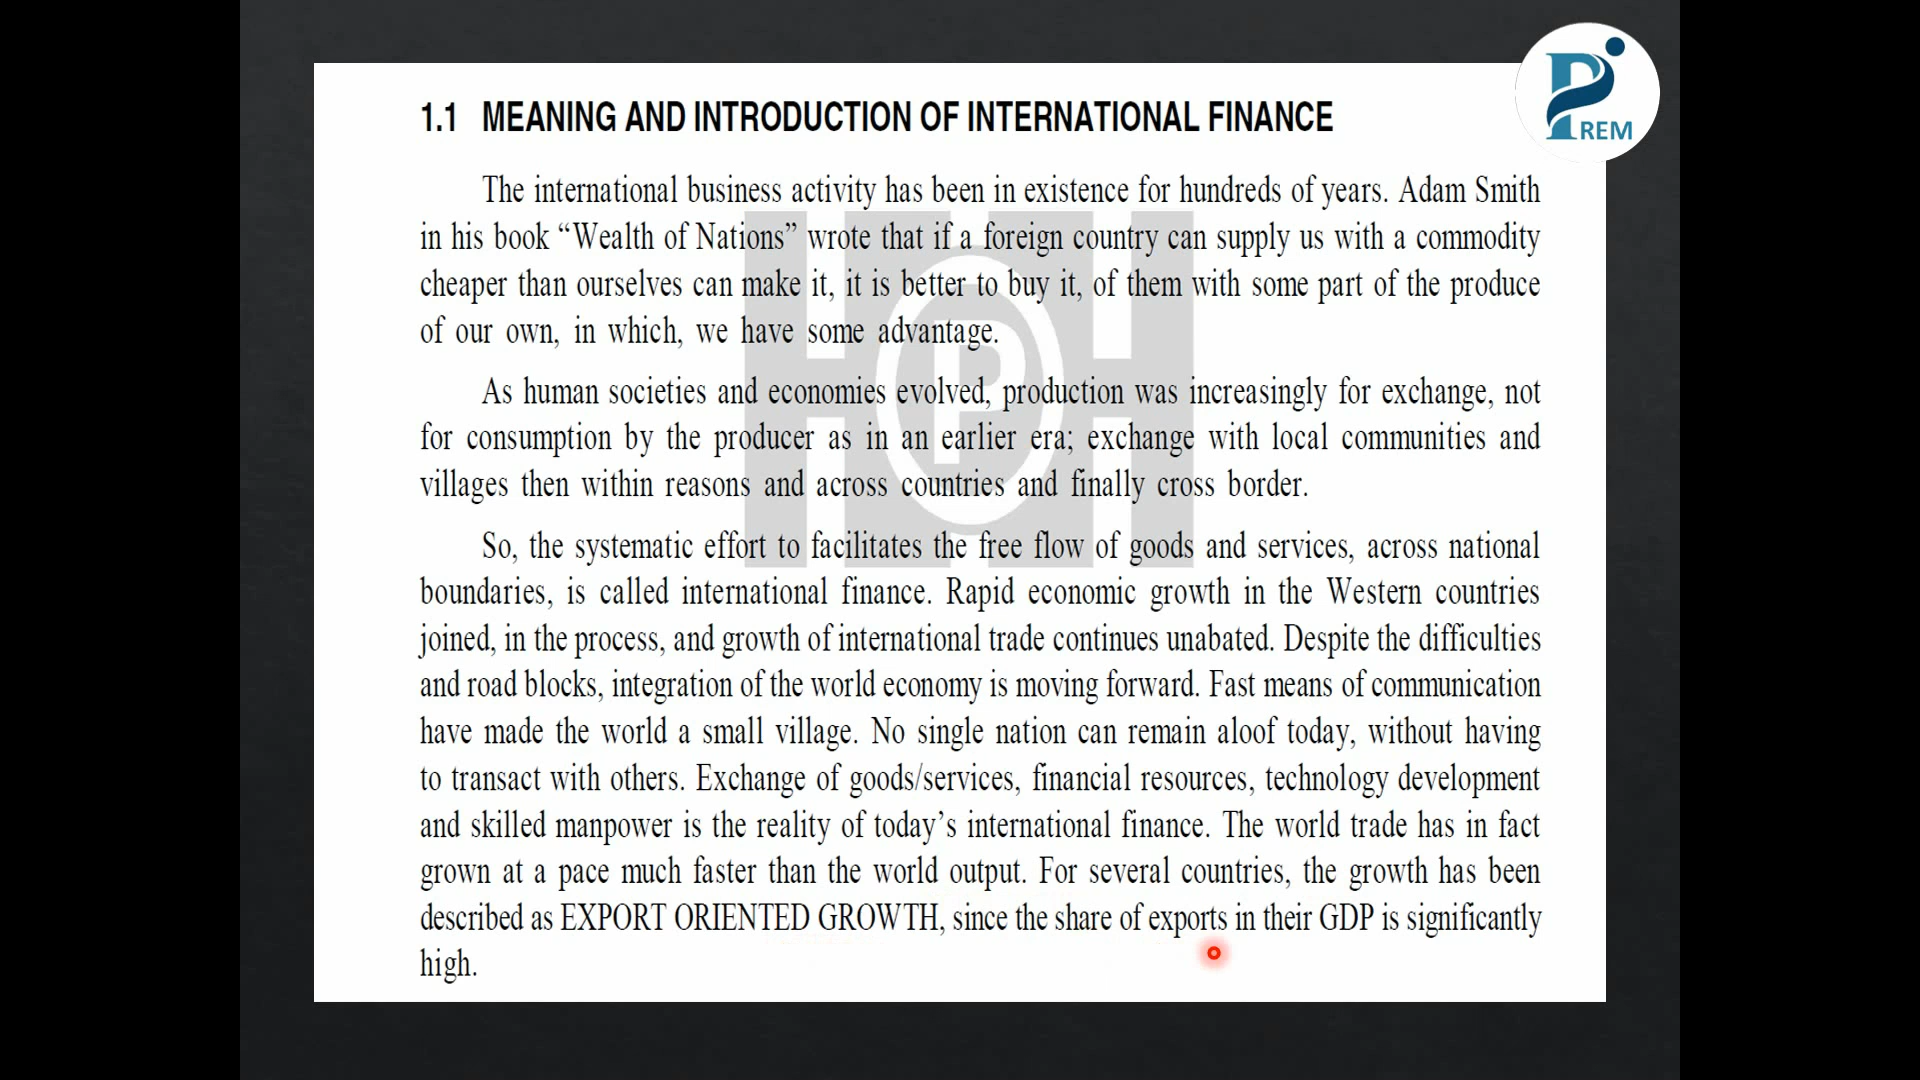 1.1 MEANING AND INTRODUCTION OF INTERNATIONAL FINANCE
PREM
The international business activity has been in existence for hundreds of years. Adam Smith
in his book “Wealth of Nations” wrote that if a foreign country can supply us with a commodity
cheaper than ourselves can make it, it is better to buy it, of them with some part of the produce
of our own, in which, we have some advantage.
As human societies and economies evolved, production was increasingly for exchange, not
for consumption by the producer as in an earlier era; exchange with local communities and
villages then within reasons and across countries and finally cross border.
So, the systematic effort to facilitates the free flow of goods and services, across national
boundaries, is called international finance. Rapid economic growth in the Western countries
joined, in the process, and growth of international trade continues unabated. Despite the difficulties
and road blocks, integration of the world economy is moving forward. Fast means of communication
have made the world a small village. No single nation can remain aloof today, without having
to transact with others. Exchange of goods/services, financial resources, technology development
and skilled manpower is the reality of today’s international finance. The world trade has in fact
grown at a pace much faster than the world output. For several countries, the growth has been
described as EXPORT ORIENTED GROWTH, since the share of exports in their GDP is significantly
high.